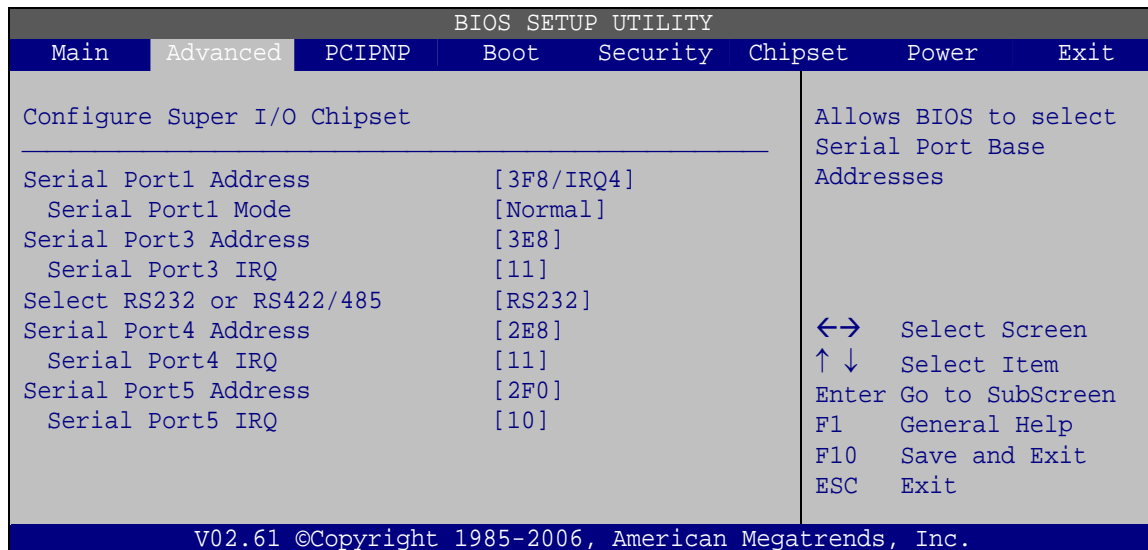 BIOS SETUP UTILITY
Main Advanced PCIPNP Boot Security Chipset Power Exit
Configure Super I/O Chipset
Serial Port1 Address [3F8/IRQ4]
Serial Port1 Mode [Normal]
Serial Port3 Address [3E8]
Serial Port3 IRQ [11]
Select RS232 or RS422/485 [RS232]
Serial Port4 Address [2E8]
Serial Port4 IRQ [11]
Serial Port5 Address [2F0]
Serial Port5 IRQ [10]
Allows BIOS to select
Serial Port Base
Addresses
←→ Select Screen
↑ ↓ Select Item
Enter Go to SubScreen
F1 General Help
F10 Save and Exit
ESC Exit
V02.61 ©Copyright 1985-2006, American Megatrends, Inc.